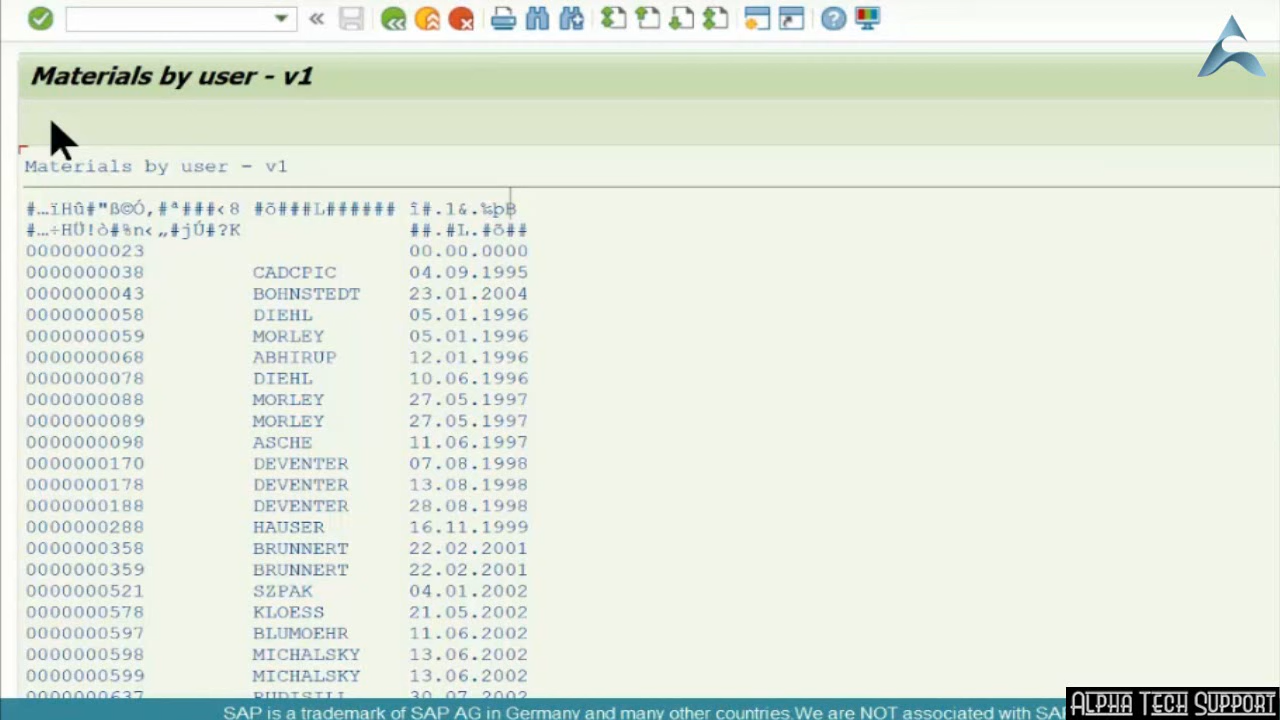 Materials by user - v1
Materials by user - v1
0000000023 00.00.0000
0000000038 CADCPIC 04.09.1995
0000000043 BOHNSTEDT 23.01.2004
0000000058 DIEHL 05.01.1996
0000000059 MORLEY 05.01.1996
0000000068 ABHIRUP 12.01.1996
0000000078 DIEHL 10.06.1996
0000000088 MORLEY 27.05.1997
0000000089 MORLEY 27.05.1997
0000000098 ASCHE 11.06.1997
0000000170 DEVENTER 07.08.1998
0000000178 DEVENTER 13.08.1998
0000000188 DEVENTER 28.08.1998
0000000288 HAUSER 16.11.1999
0000000358 BRUNNERT 22.02.2001
0000000359 BRUNNERT 22.02.2001
0000000521 SZPAK 04.01.2002
0000000578 KLOESS 21.05.2002
0000000597 BLUMOEHR 11.06.2002
0000000598 MICHALSKY 13.06.2002
0000000599 MICHALSKY 13.06.2002
0000000637 RUDISILL 30.07.2002
SAP is a trademark of SAP AG in Germany and many other countries.We are NOT associated with SAP
ALPHA TECH SUPPORT